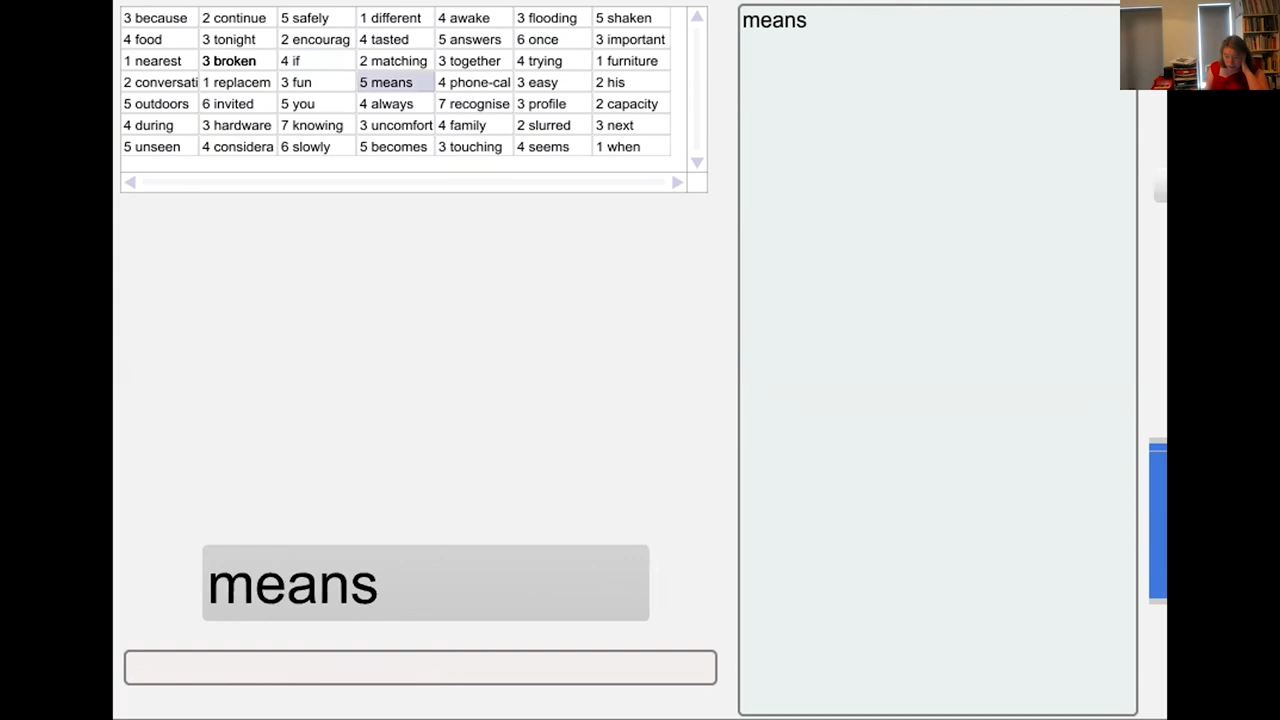 3 because 2 continue 5 safely 1 different 4 awake 3 flooding 5 shaken
4 food 3 tonight 2 encourag 4 tasted 5 answers 6 once 3 important
1 nearest 3 broken 4 if 2 matching 3 together 4 trying 1 furniture
2 conversati 1 replacem 3 fun 5 means 4 phone-cal 3 easy 2 his
5 outdoors 6 invited 5 you 4 always 7 recognise 3 profile 2 capacity
4 during 3 hardware 7 knowing 3 uncomfort 4 family 2 slurred 3 next
5 unseen 4 considera 6 slowly 5 becomes 3 touching 4 seems 1 when
means
means